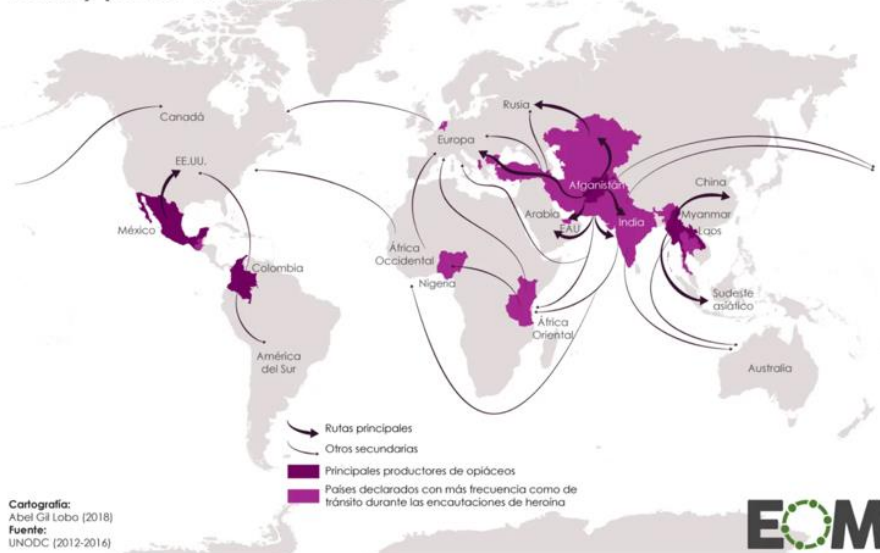 Canadá
EE.UU.
México
Colombia
América
del Sur
Rusia
Europa
Afganistán
Arabia
EAU
India
China
Myanmar
Laos
África
Occidental
Nigeria
África
Oriental
Sudeste
asiático
Australia
Rutas principales
Otros secundarias
Principales productores de opiáceos
Países declarados con más frecuencia como de
tránsito durante las encautaciones de heroína
Cartografía:
Abel Gil Lobo (2018)
Fuente:
UNODC (2012-2016)
EOM